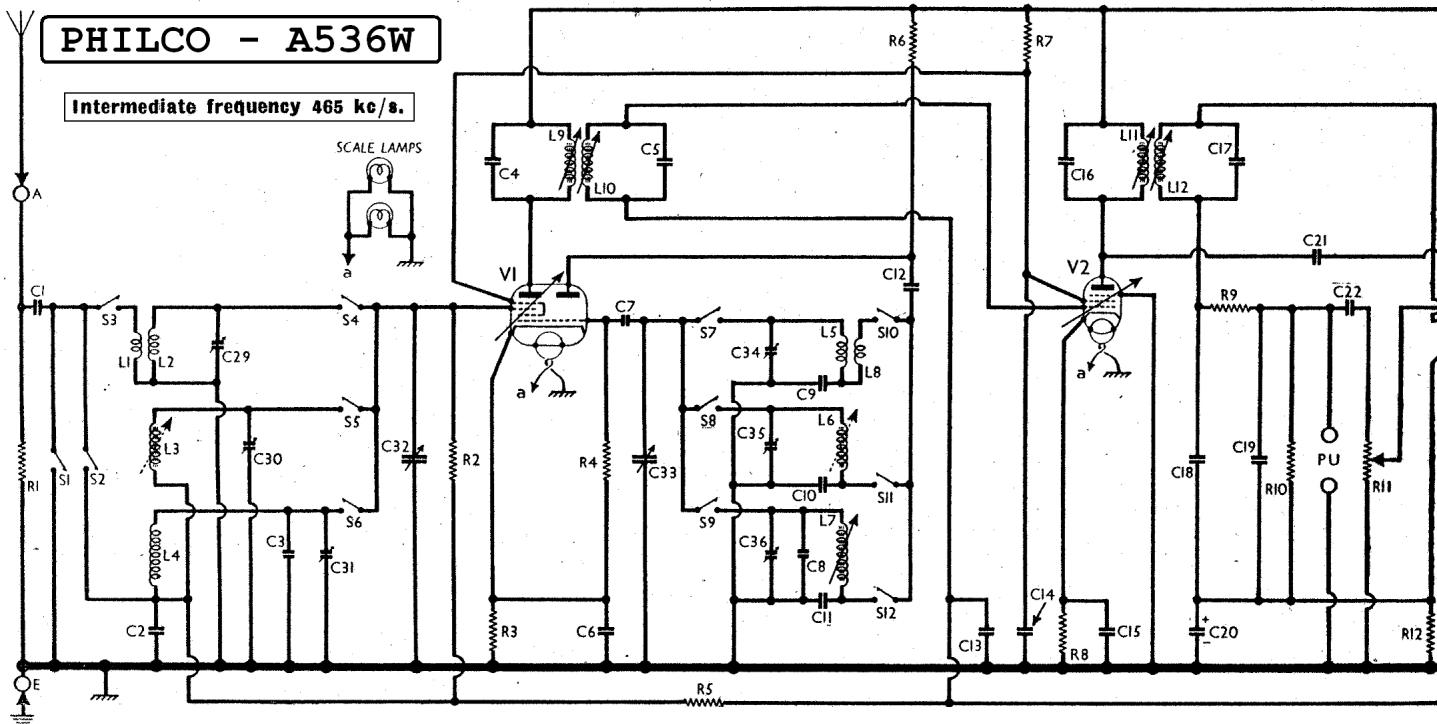 PHILCO - A536W
Intermediate frequency 465 kc/s.
SCALE LAMPS
a
A
E
C1
S3
L1
L2
C29
S4
R1
S1
S2
L3
C30
S5
L4
C3
C31
S6
C2
C32
R2
V1
a
C4
L9
L10
C5
R3
R4
C6
C7
C33
S7
S8
S9
C34
L5
L8
S10
C9
C35
L6
C10
S11
C36
C8
L7
C11
S12
R5
R6
R7
C12
C13
C14
V2
a
R8
C15
C16
L11
L12
C17
C21
R9
C22
C18
C19
R10
PU
R11
+
−
C20
R12